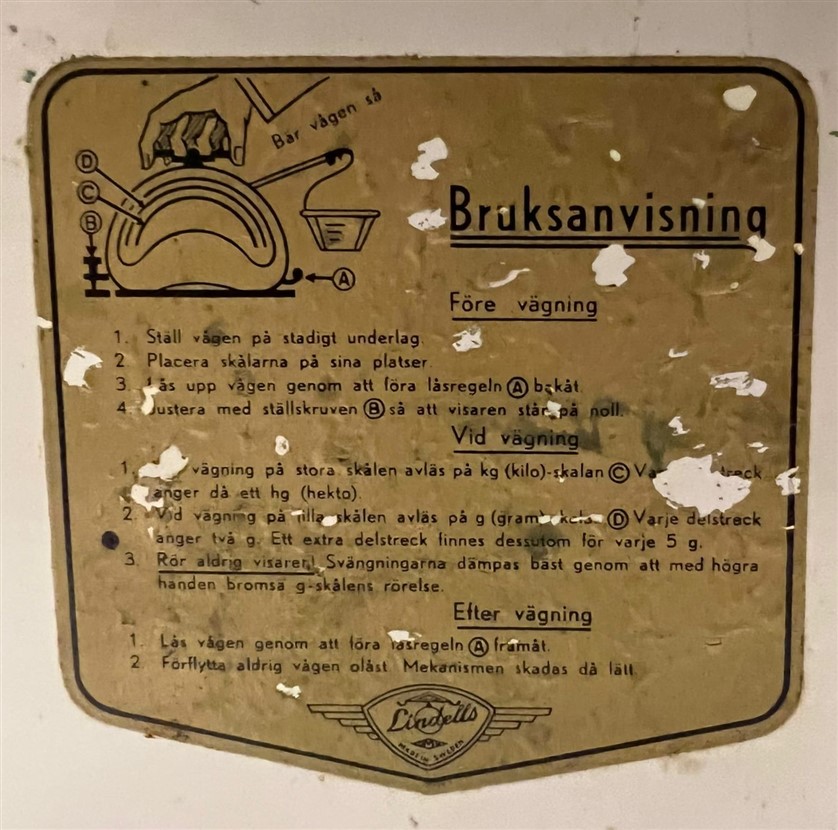 Bär vågen så
D
C
B
A
Bruksanvisning
Före vägning
1. Ställ vågen på stadigt underlag.
2. Placera skålarna på sina platser.
3. Lås upp vågen genom att föra låsregeln A bakåt.
4. Justera med ställskruven B så att visaren står på noll.
Vid vägning
1. vägning på stora skålen avläs på kg (kilo)-skalan C
anger då ett hg (hekto).
2. Vid vägning på lilla skålen avläs på g (gram) D Varje delstreck
anger två g. Ett extra delstreck finnes dessutom för varje 5 g.
3. Rör aldrig visaren! Svängningarna dämpas bäst genom att med högra
handen bromsa g-skålens rörelse.
Efter vägning
1. Lås vågen genom att föra låsregeln A framåt.
2. Förflytta aldrig vågen olåst. Mekanismen skadas då lätt.
Lindells
MADE IN SWEDEN